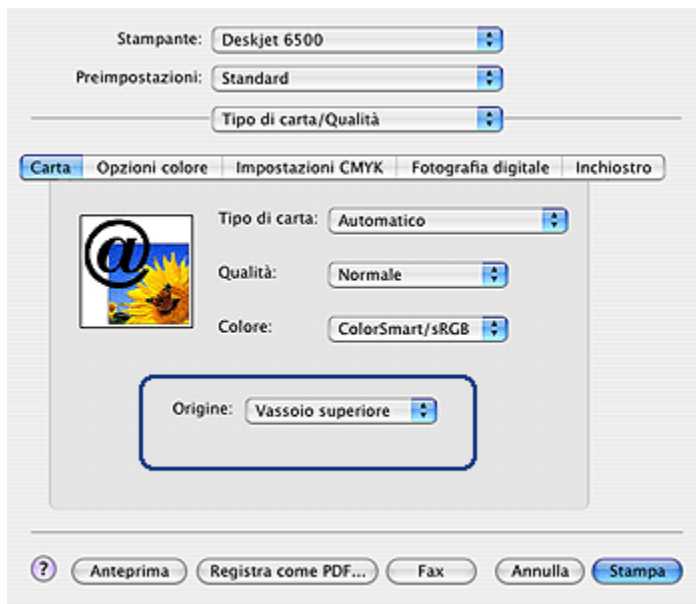 Stampante: Deskjet 6500
Preimpostazioni: Standard
Tipo di carta/Qualità
Carta Opzioni colore Impostazioni CMYK Fotografia digitale Inchiostro
@
Tipo di carta: Automatico
Qualità: Normale
Colore: ColorSmart/sRGB
Origine: Vassoio superiore
? Anteprima Registra come PDF... Fax Annulla Stampa